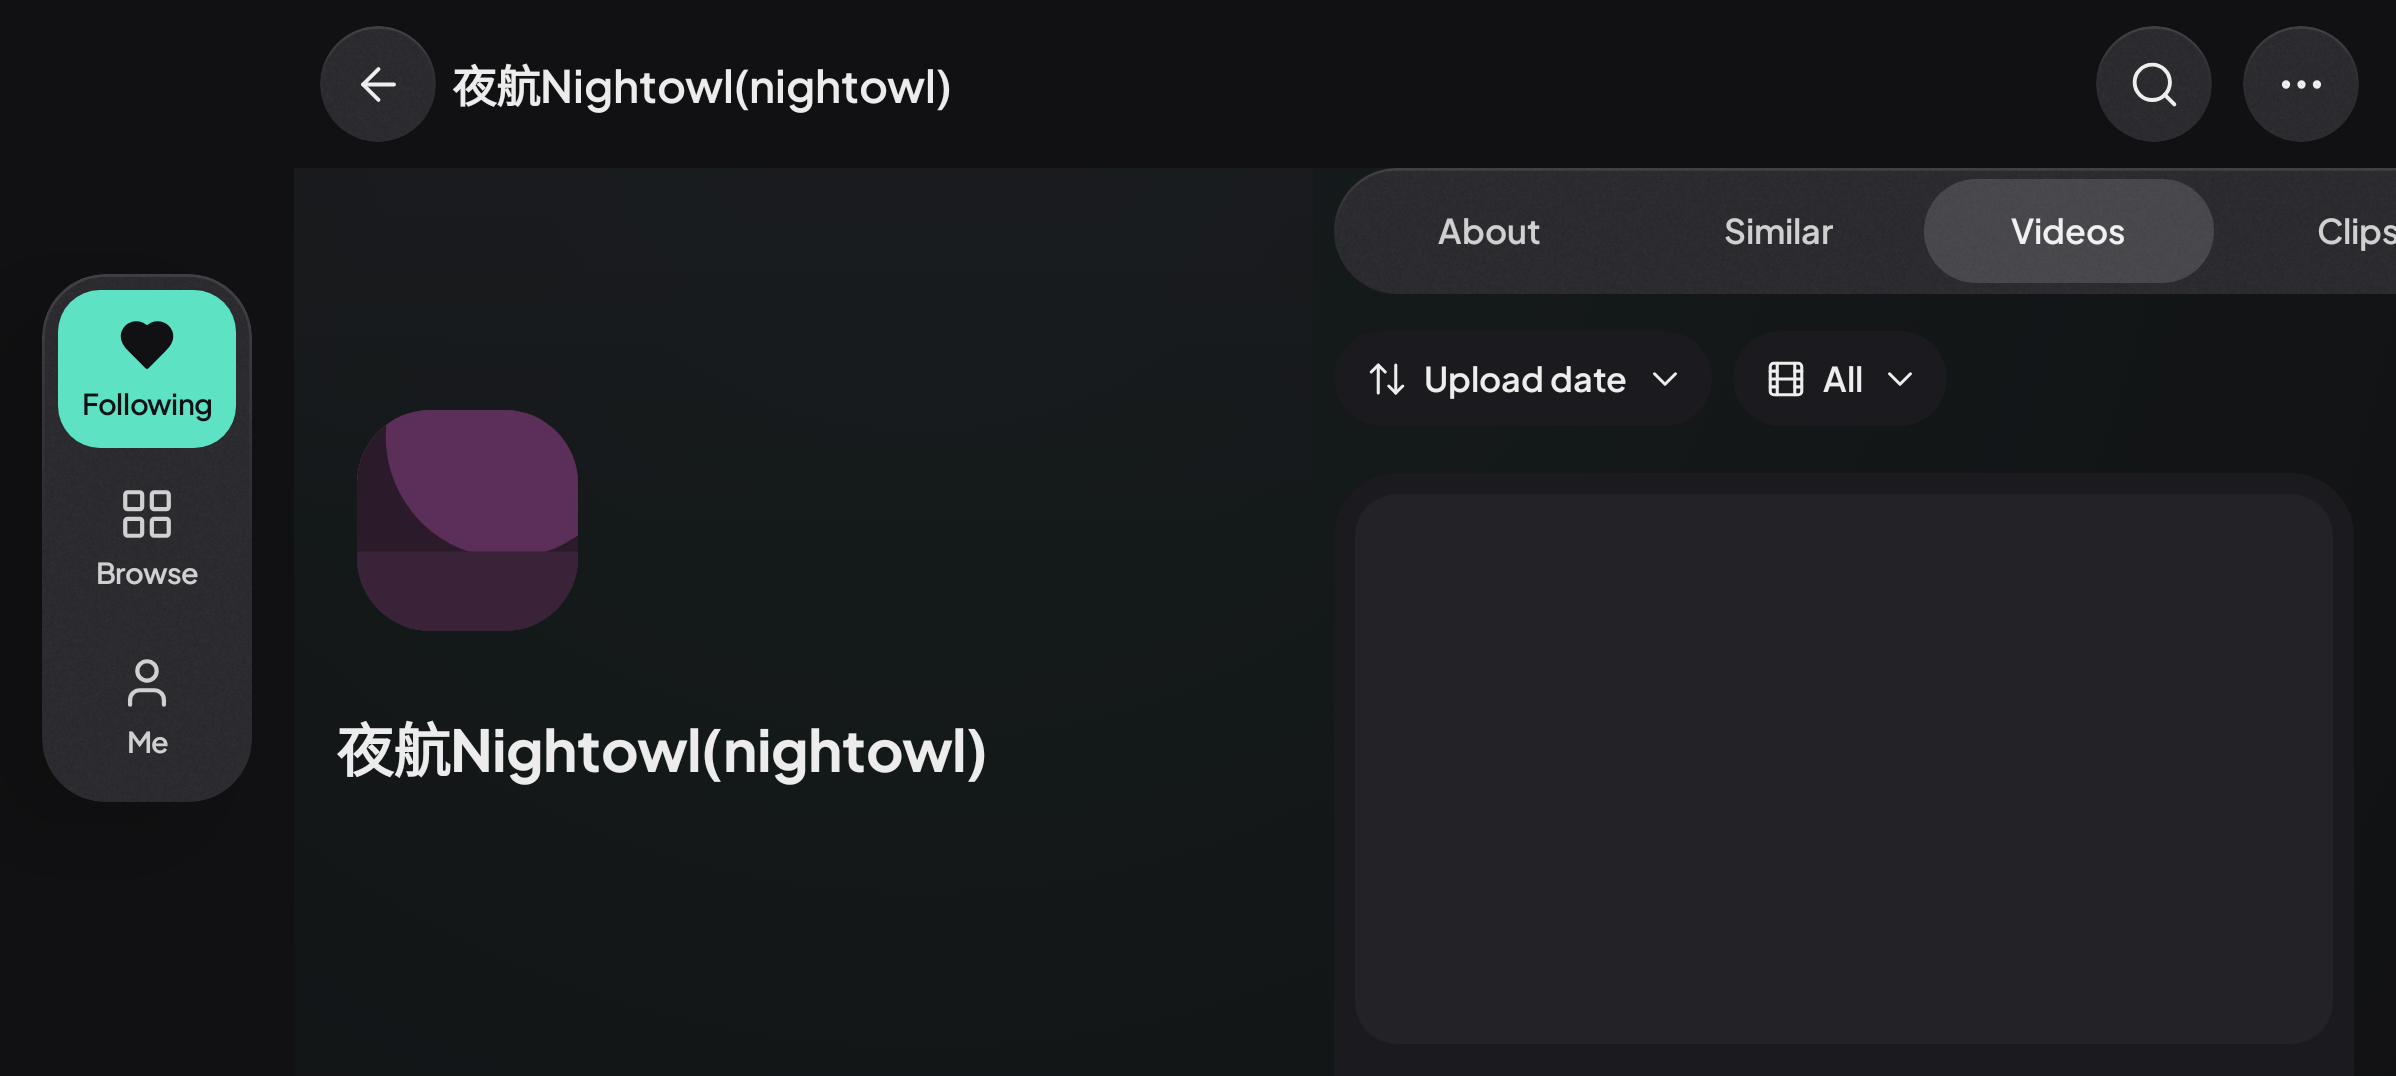 夜航Nightowl(nightowl)
About
Similar
Videos
Clips
Following
Upload date
All
Browse
Me
夜航Nightowl(nightowl)